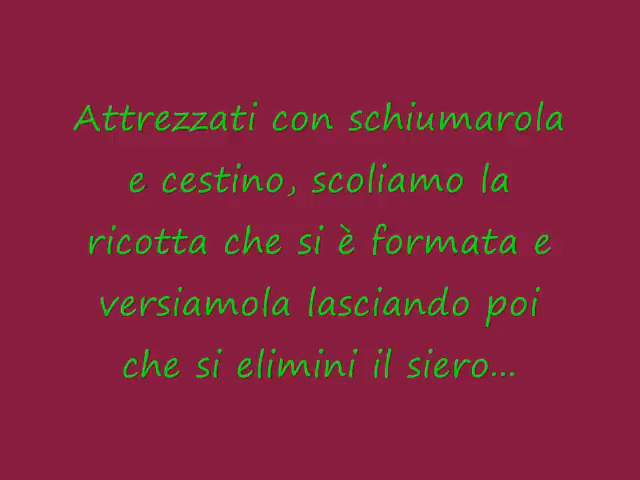 Attrezzati con schiumarola
e cestino, scoliamo la
ricotta che si è formata e
versiamola lasciando poi
che si elimini il siero...